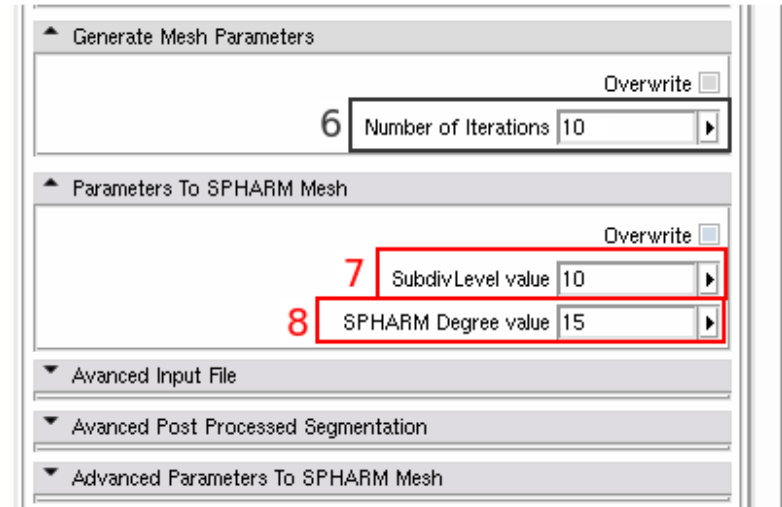 Generate Mesh Parameters
Overwrite
6 Number of Iterations 10
Parameters To SPHARM Mesh
Overwrite
7 SubdivLevel value 10
8 SPHARM Degree value 15
Avanced Input File
Avanced Post Processed Segmentation
Advanced Parameters To SPHARM Mesh